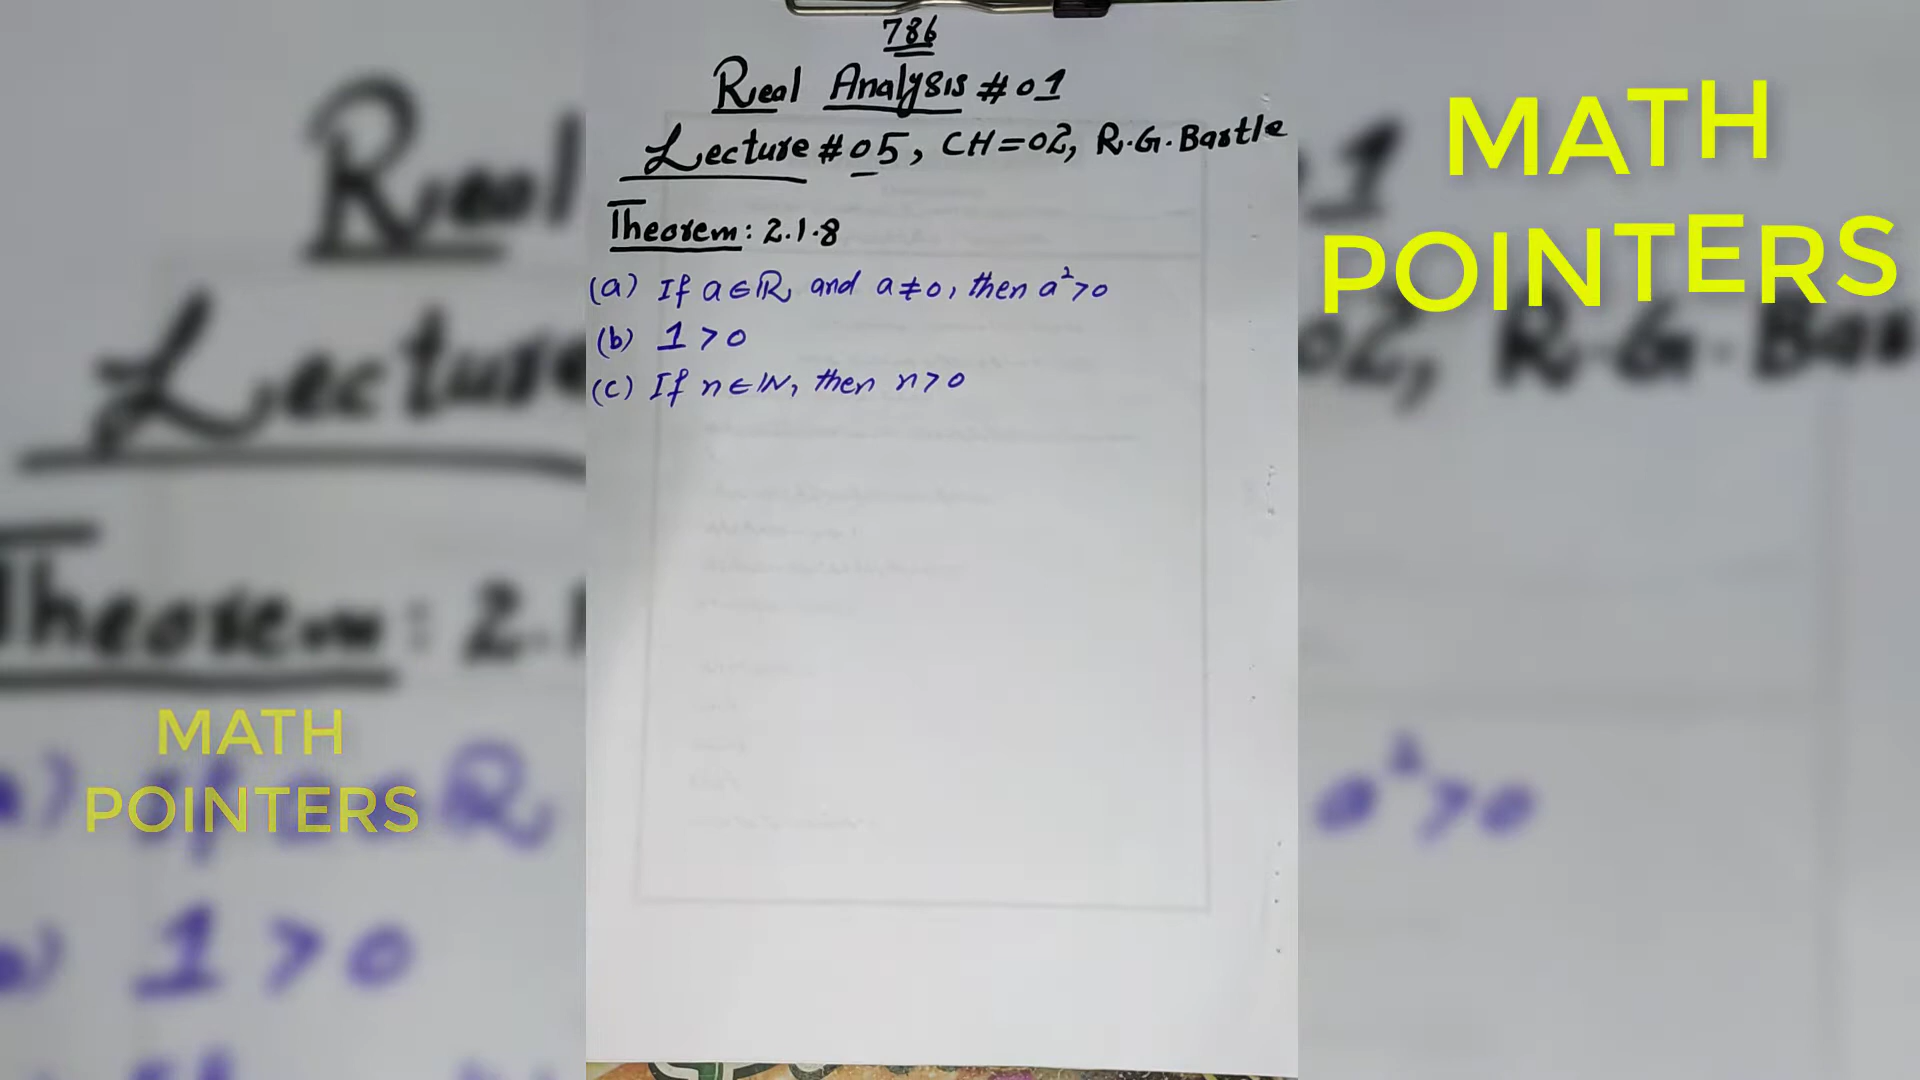 786
Real Analysis # 01
Lecture # 05, CH=02, R.G.Bartle
Theorem: 2.1.8
(a) If a∈ℝ and a≠0, then a²>0
(b) 1>0
(c) If n∈ℕ, then n>0
MATH
POINTERS
MATH
POINTERS